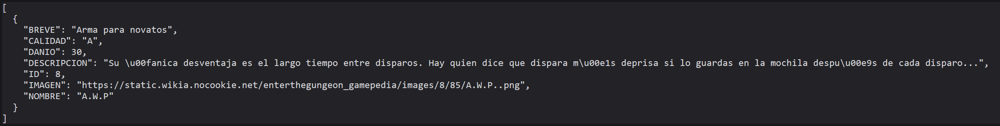 [
  {
    "BREVE": "Arma para novatos",
    "CALIDAD": "A",
    "DANIO": 30,
    "DESCRIPCION": "Su \u00fanica desventaja es el largo tiempo entre disparos. Hay quien dice que dispara m\u00e1s deprisa si lo guardas en la mochila despu\u00e9s de cada disparo...",
    "ID": 8,
    "IMAGEN": "https://static.wikia.nocookie.net/enterthegungeon_gamepedia/images/8/85/A.W.P..png",
    "NOMBRE": "A.W.P"
  }
]